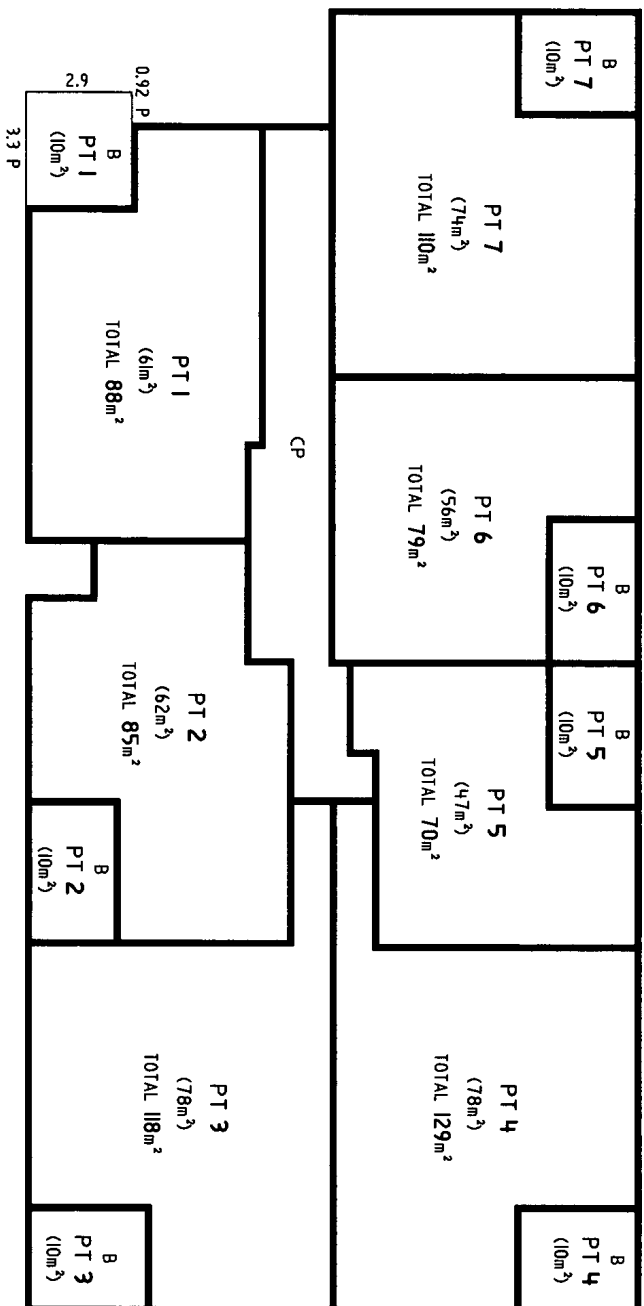 B
PT 7
(10m²)
PT 7
(74m²)
TOTAL 110m²
PT 6
(56m²)
TOTAL 79m²
B
PT 6
(10m²)
B
PT 5
(10m²)
PT 5
(47m²)
TOTAL 70m²
PT 4
(78m²)
TOTAL 129m²
B
PT 4
(10m²)
CP
2.9
0.92 P
3.3 P
B
PT 1
(10m²)
PT 1
(61m²)
TOTAL 88m²
PT 2
(62m²)
TOTAL 85m²
B
PT 2
(10m²)
PT 3
(78m²)
TOTAL 118m²
B
PT 3
(10m²)